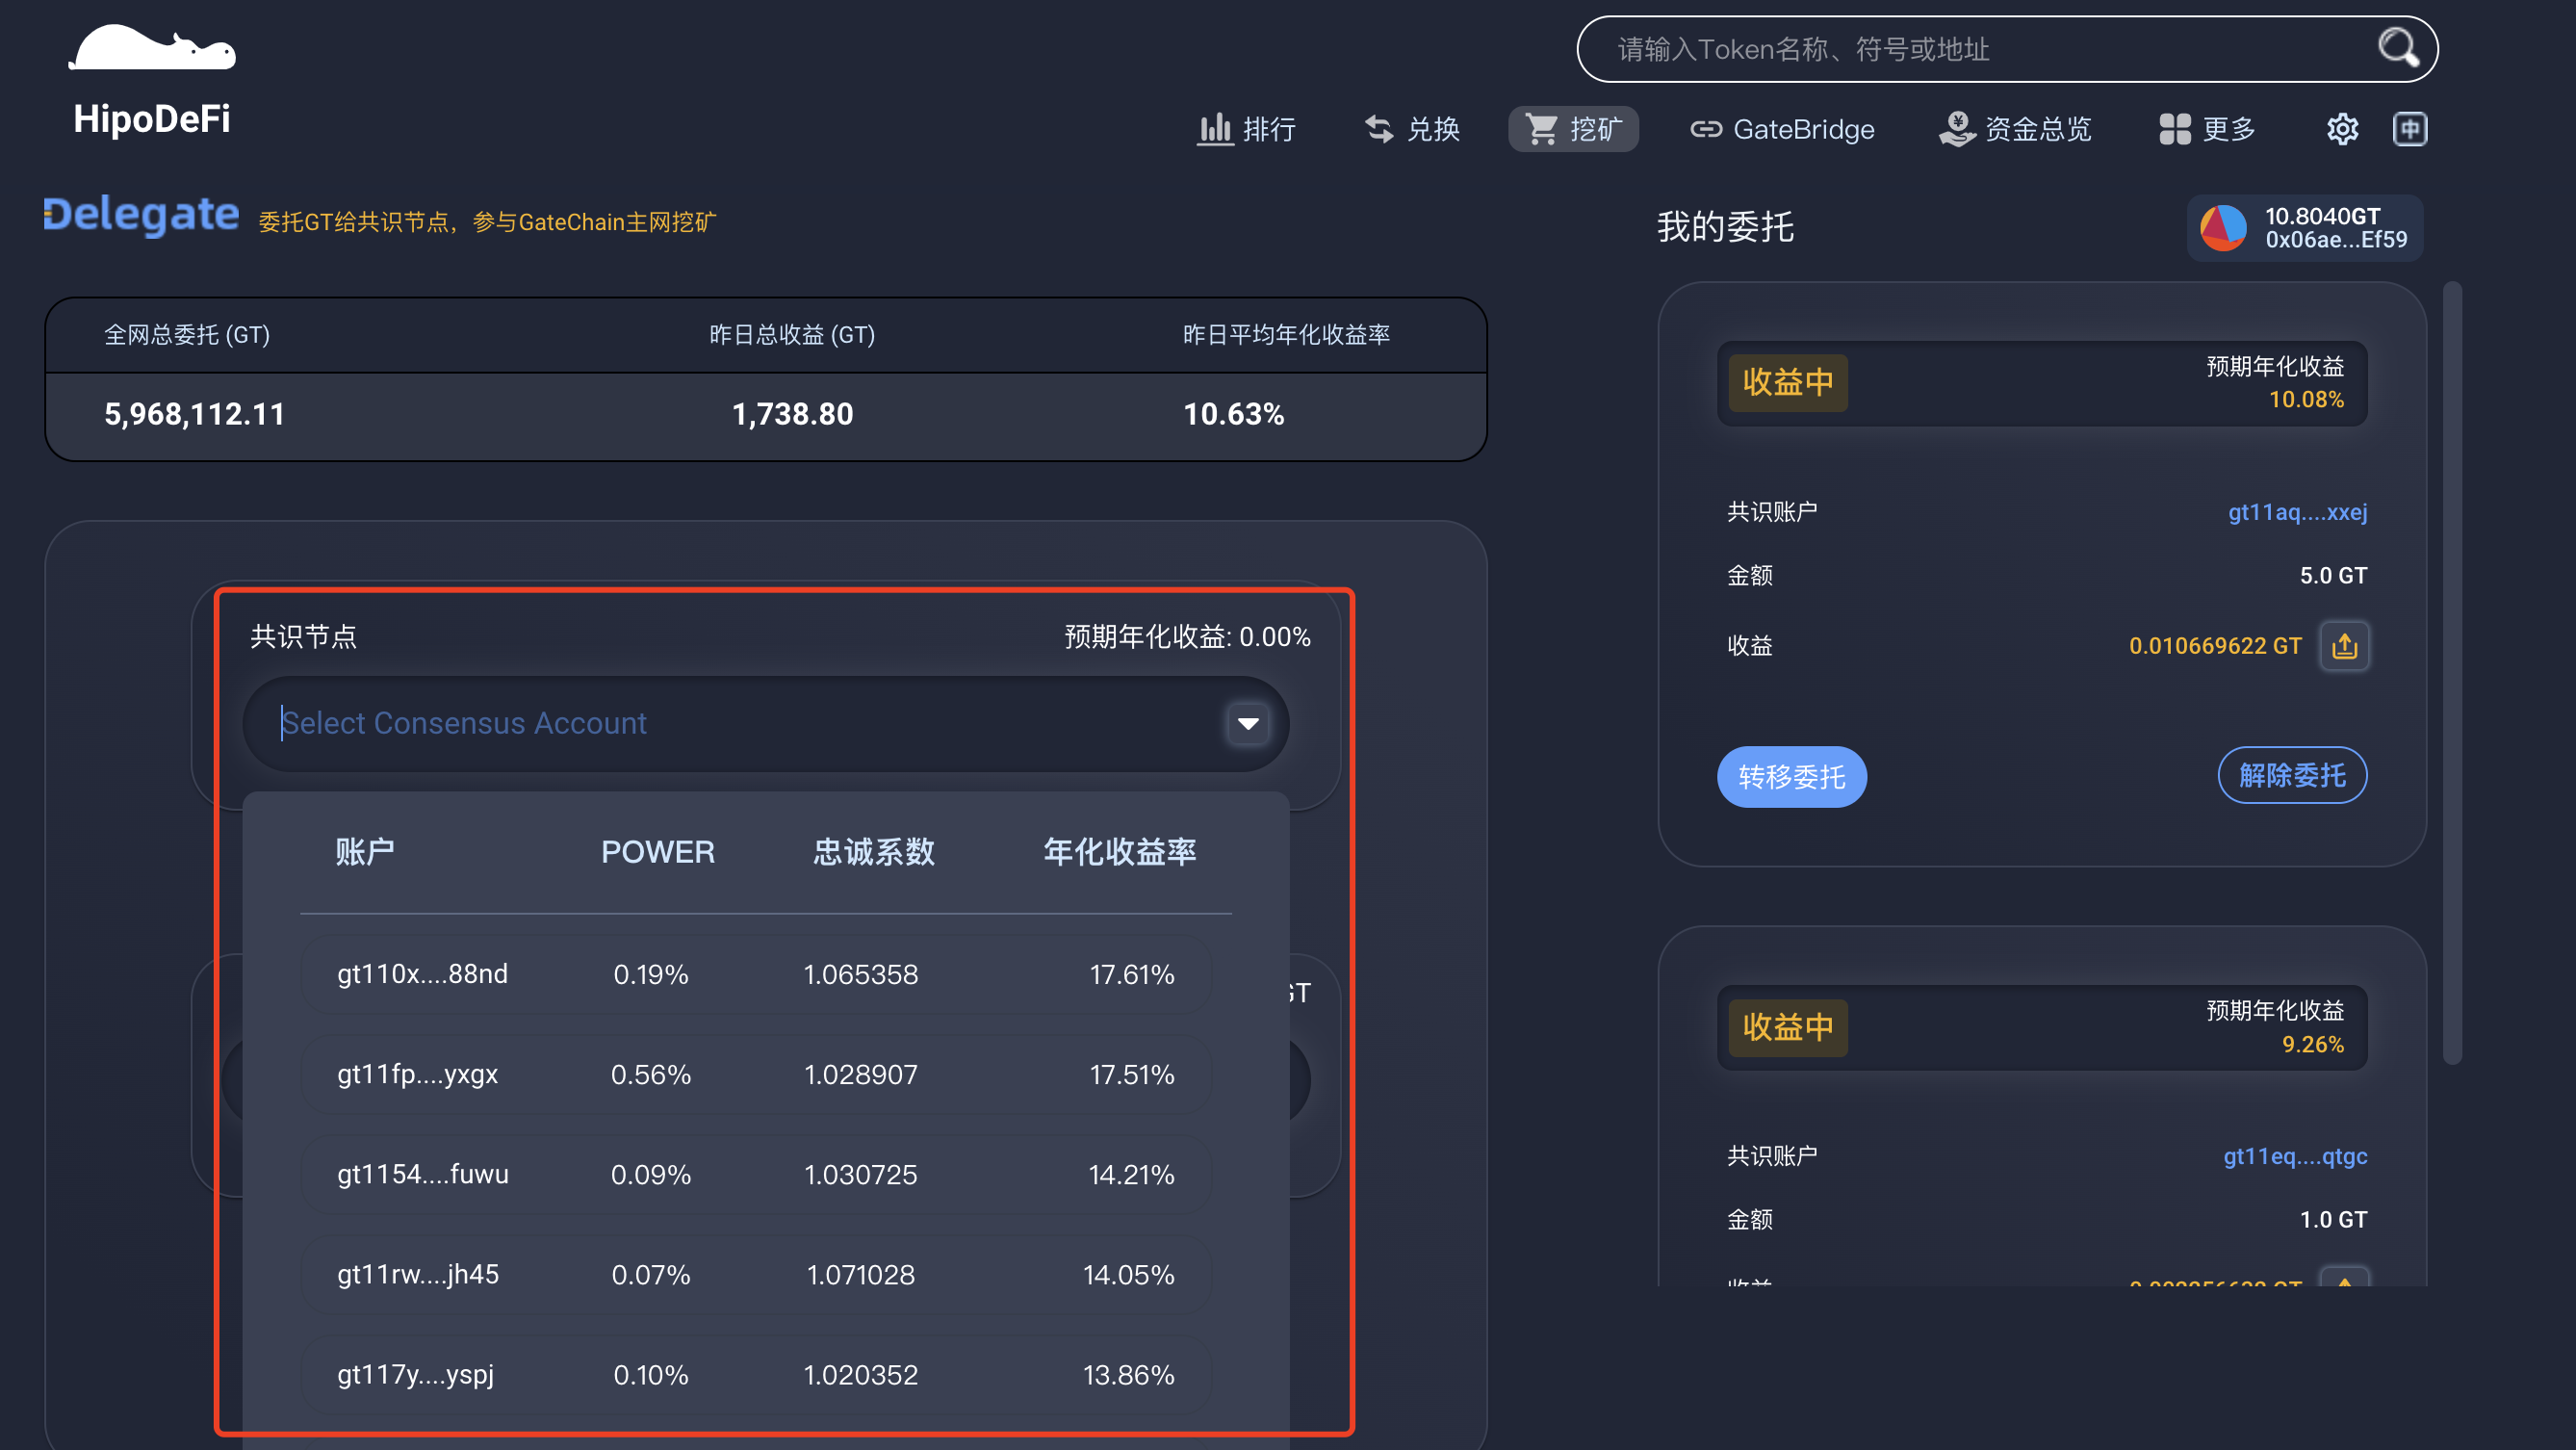 请输入Token名称、符号或地址
HipoDeFi
排行 兑换 挖矿 GateBridge 资金总览 更多 中
Delegate 委托GT给共识节点，参与GateChain主网挖矿
全网总委托 (GT) 昨日总收益 (GT) 昨日平均年化收益率
5,968,112.11 1,738.80 10.63%
共识节点 预期年化收益: 0.00%
Select Consensus Account
账户 POWER 忠诚系数 年化收益率
gt110x....88nd 0.19% 1.065358 17.61%
gt11fp....yxgx 0.56% 1.028907 17.51%
gt1154....fuwu 0.09% 1.030725 14.21%
gt11rw....jh45 0.07% 1.071028 14.05%
gt117y....yspj 0.10% 1.020352 13.86%
GT
我的委托
10.8040GT
0x06ae...Ef59
收益中
预期年化收益
10.08%
共识账户 gt11aq....xxej
金额 5.0 GT
收益 0.010669622 GT
转移委托 解除委托
收益中
预期年化收益
9.26%
共识账户 gt11eq....qtgc
金额 1.0 GT
收益